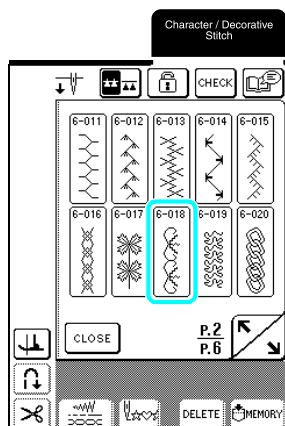 Character / Decorative
Stitch
CHECK
6-011 6-012 6-013 6-014 6-015
6-016 6-017 6-018 6-019 6-020
CLOSE
P.2
P.6
DELETE
MEMORY